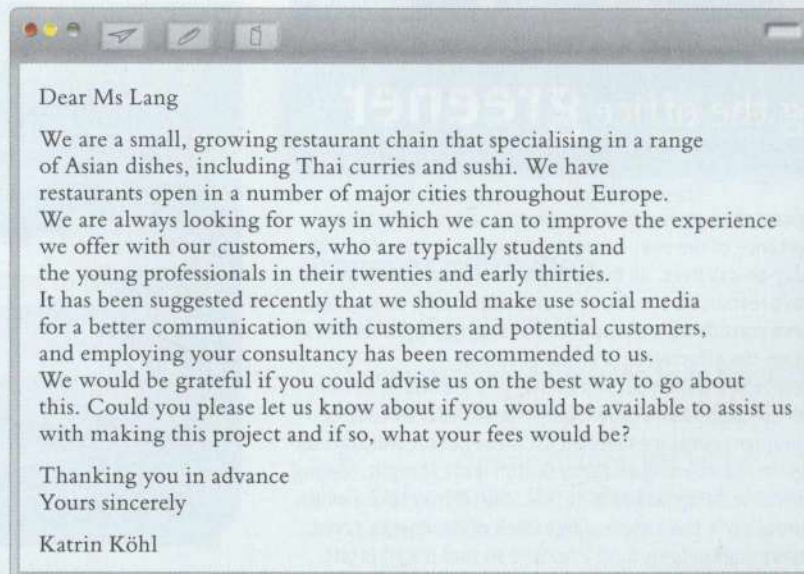 Dear Ms Lang
We are a small, growing restaurant chain that specialising in a range
of Asian dishes, including Thai curries and sushi. We have
restaurants open in a number of major cities throughout Europe.
We are always looking for ways in which we can to improve the experience
we offer with our customers, who are typically students and
the young professionals in their twenties and early thirties.
It has been suggested recently that we should make use social media
for a better communication with customers and potential customers,
and employing your consultancy has been recommended to us.
We would be grateful if you could advise us on the best way to go about
this. Could you please let us know about if you would be available to assist us
with making this project and if so, what your fees would be?
Thanking you in advance
Yours sincerely
Katrin Köhl